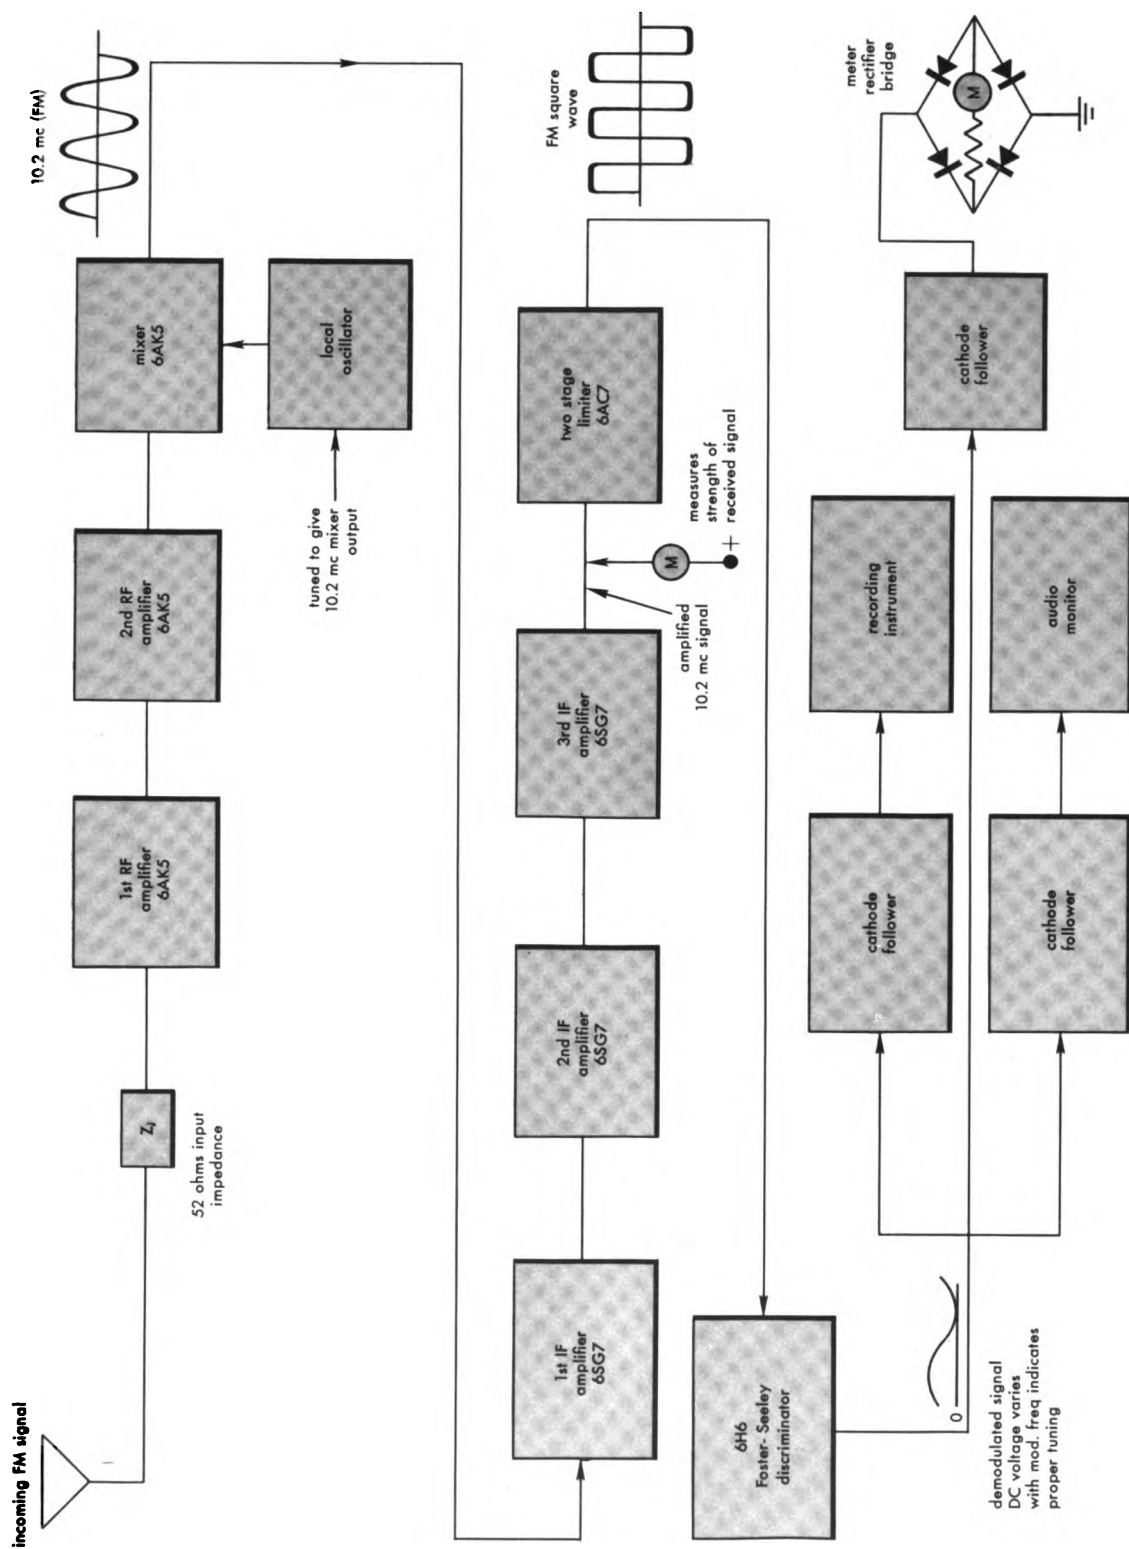 incoming FM signal
Zi
52 ohms input
impedance
1st RF
amplifier
6AK5
2nd RF
amplifier
6AK5
mixer
6AK5
10.2 mc (FM)
local
oscillator
tuned to give
10.2 mc mixer
output
1st IF
amplifier
6SG7
2nd IF
amplifier
6SG7
3rd IF
amplifier
6SG7
amplified
10.2 mc signal
M
+
measures
strength of
received signal
two stage
limiter
6AC7
FM square
wave
6H6
Foster- Seeley
discriminator
0
demodulated signal
DC voltage varies
with mod. freq indicates
proper tuning
cathode
follower
recording
instrument
cathode
follower
audio
monitor
cathode
follower
meter
rectifier
bridge
M